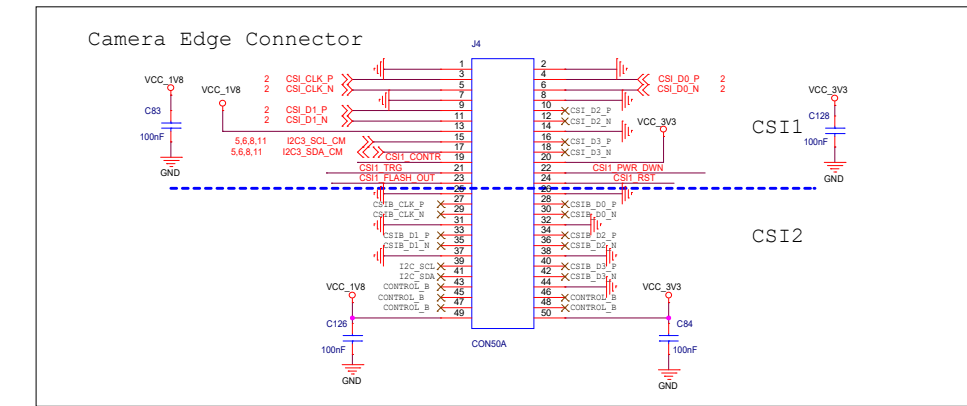 Camera Edge Connector
J4
1 2
3 4
2 CSI_CLK_P CSI_D0_P 2
5 6
2 CSI_CLK_N CSI_D0_N 2
VCC_1V8
VCC_1V8
VCC_3V3
7 8
9 10
2 CSI_D1_P CSI_D2_P
11 12
2 CSI_D1_N CSI_D2_N
13 14
VCC_3V3
C83
100nF
GND
C128
100nF
GND
CSI1
15 16
5,6,8,11 I2C3_SCL_CM CSI_D3_P
17 18
5,6,8,11 I2C3_SDA_CM CSI_D3_N
19 20
CSI1_CONTR
21 22
CSI1_TRG CSI1_PWR_DWN
23 24
CSI1_FLASH_OUT CSI1_RST
27 28
CSIB_CLK_P CSIB_D0_P
29 30
CSIB_CLK_N CSIB_D0_N
31 32
33 34
CSIB_D1_P CSIB_D2_P
35 36
CSIB_D1_N CSIB_D2_N
CSI2
37 38
39 40
I2C_SCL CSIB_D3_P
41 42
I2C_SDA CSIB_D3_N
43 44
CONTROL_B
45 46
CONTROL_B CONTROL_B
47 48
CONTROL_B CONTROL_B
49 50
VCC_1V8
VCC_3V3
C126
100nF
GND
C84
100nF
GND
CON50A